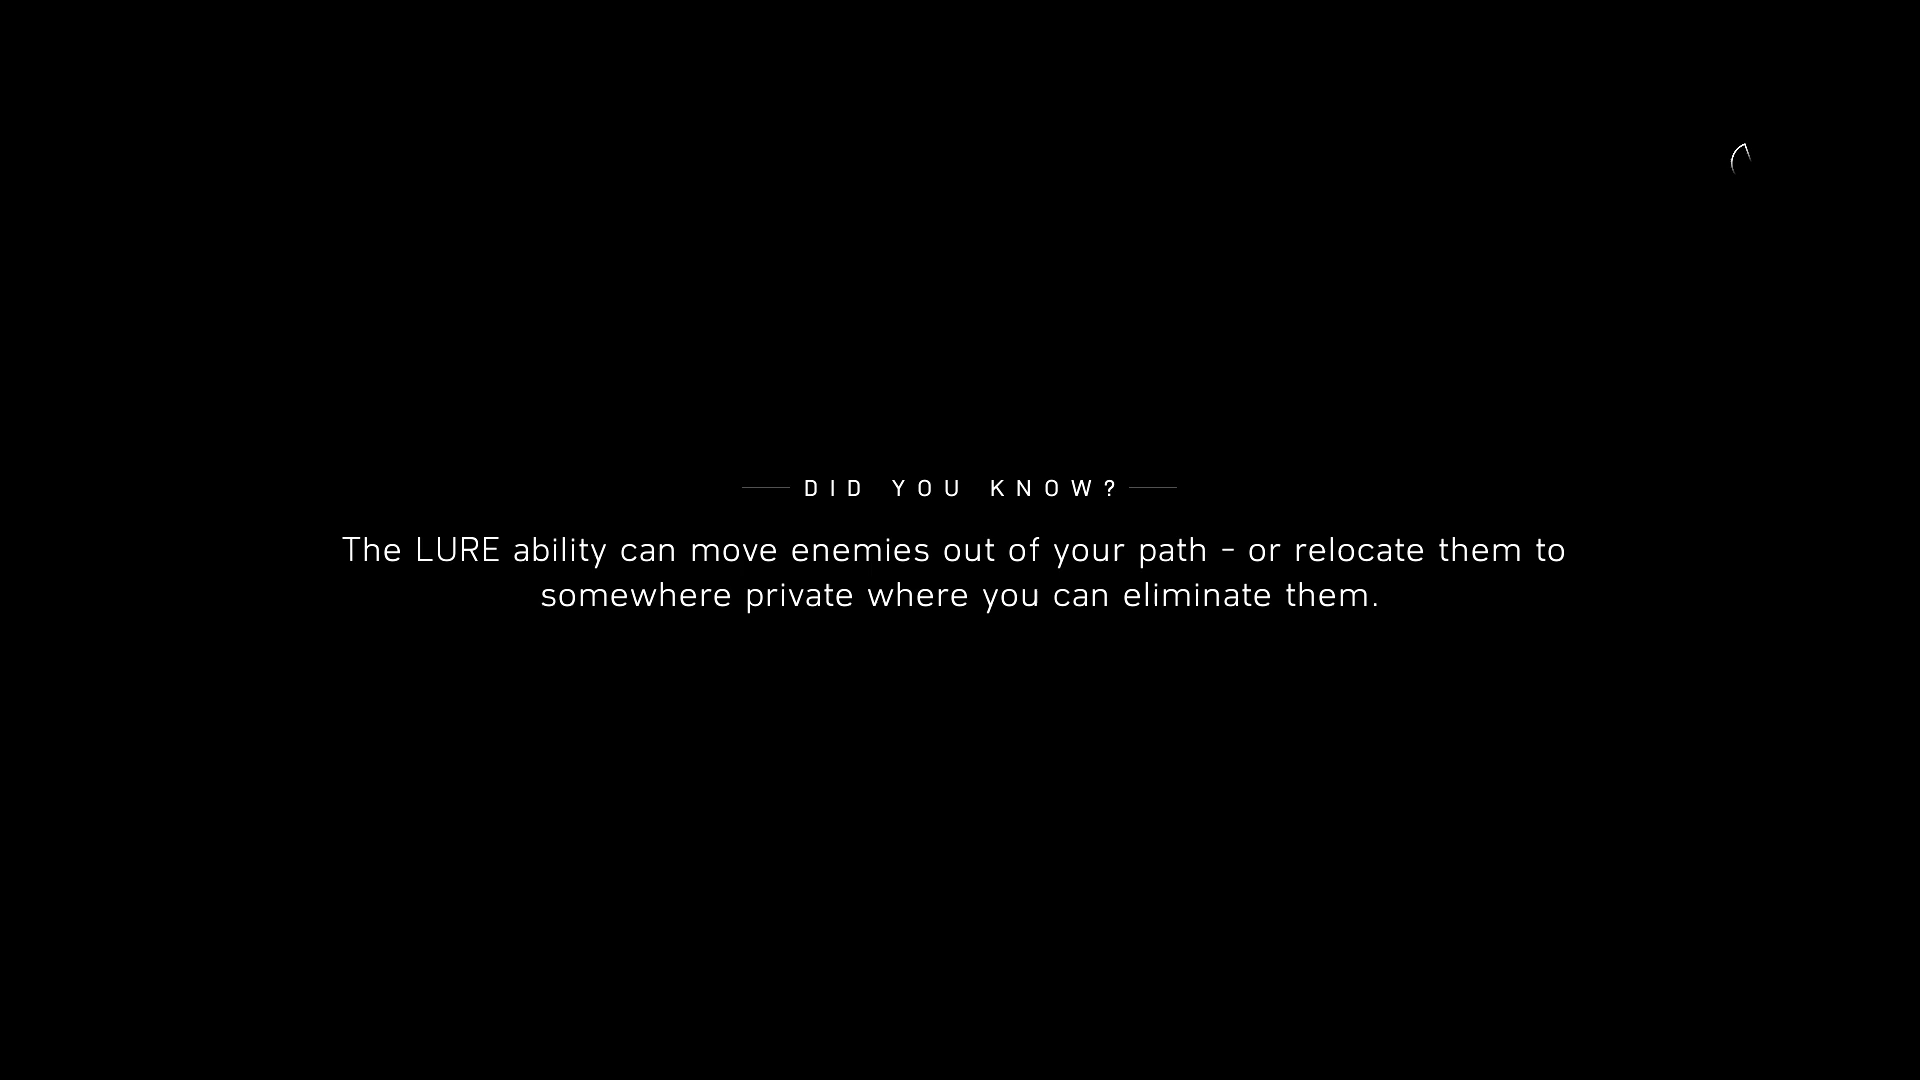 DID YOU KNOW?
The LURE ability can move enemies out of your path - or relocate them to
somewhere private where you can eliminate them.